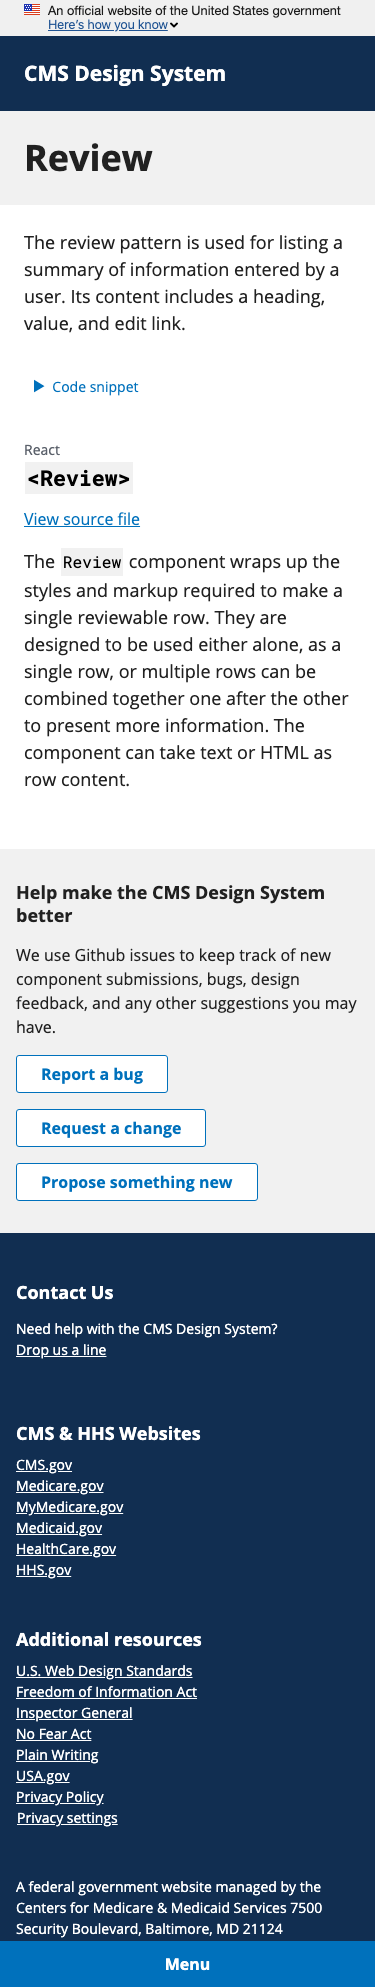 An official website of the United States government
Here's how you know
CMS Design System
Review
The review pattern is used for listing a
summary of information entered by a
user. Its content includes a heading,
value, and edit link.
Code snippet
React
<Review>
View source file
The Review component wraps up the
styles and markup required to make a
single reviewable row. They are
designed to be used either alone, as a
single row, or multiple rows can be
combined together one after the other
to present more information. The
component can take text or HTML as
row content.
Help make the CMS Design System
better
We use Github issues to keep track of new
component submissions, bugs, design
feedback, and any other suggestions you may
have.
Report a bug
Request a change
Propose something new
Contact Us
Need help with the CMS Design System?
Drop us a line
CMS & HHS Websites
CMS.gov
Medicare.gov
MyMedicare.gov
Medicaid.gov
HealthCare.gov
HHS.gov
Additional resources
U.S. Web Design Standards
Freedom of Information Act
Inspector General
No Fear Act
Plain Writing
USA.gov
Privacy Policy
Privacy settings
A federal government website managed by the
Centers for Medicare & Medicaid Services 7500
Security Boulevard, Baltimore, MD 21124
Menu